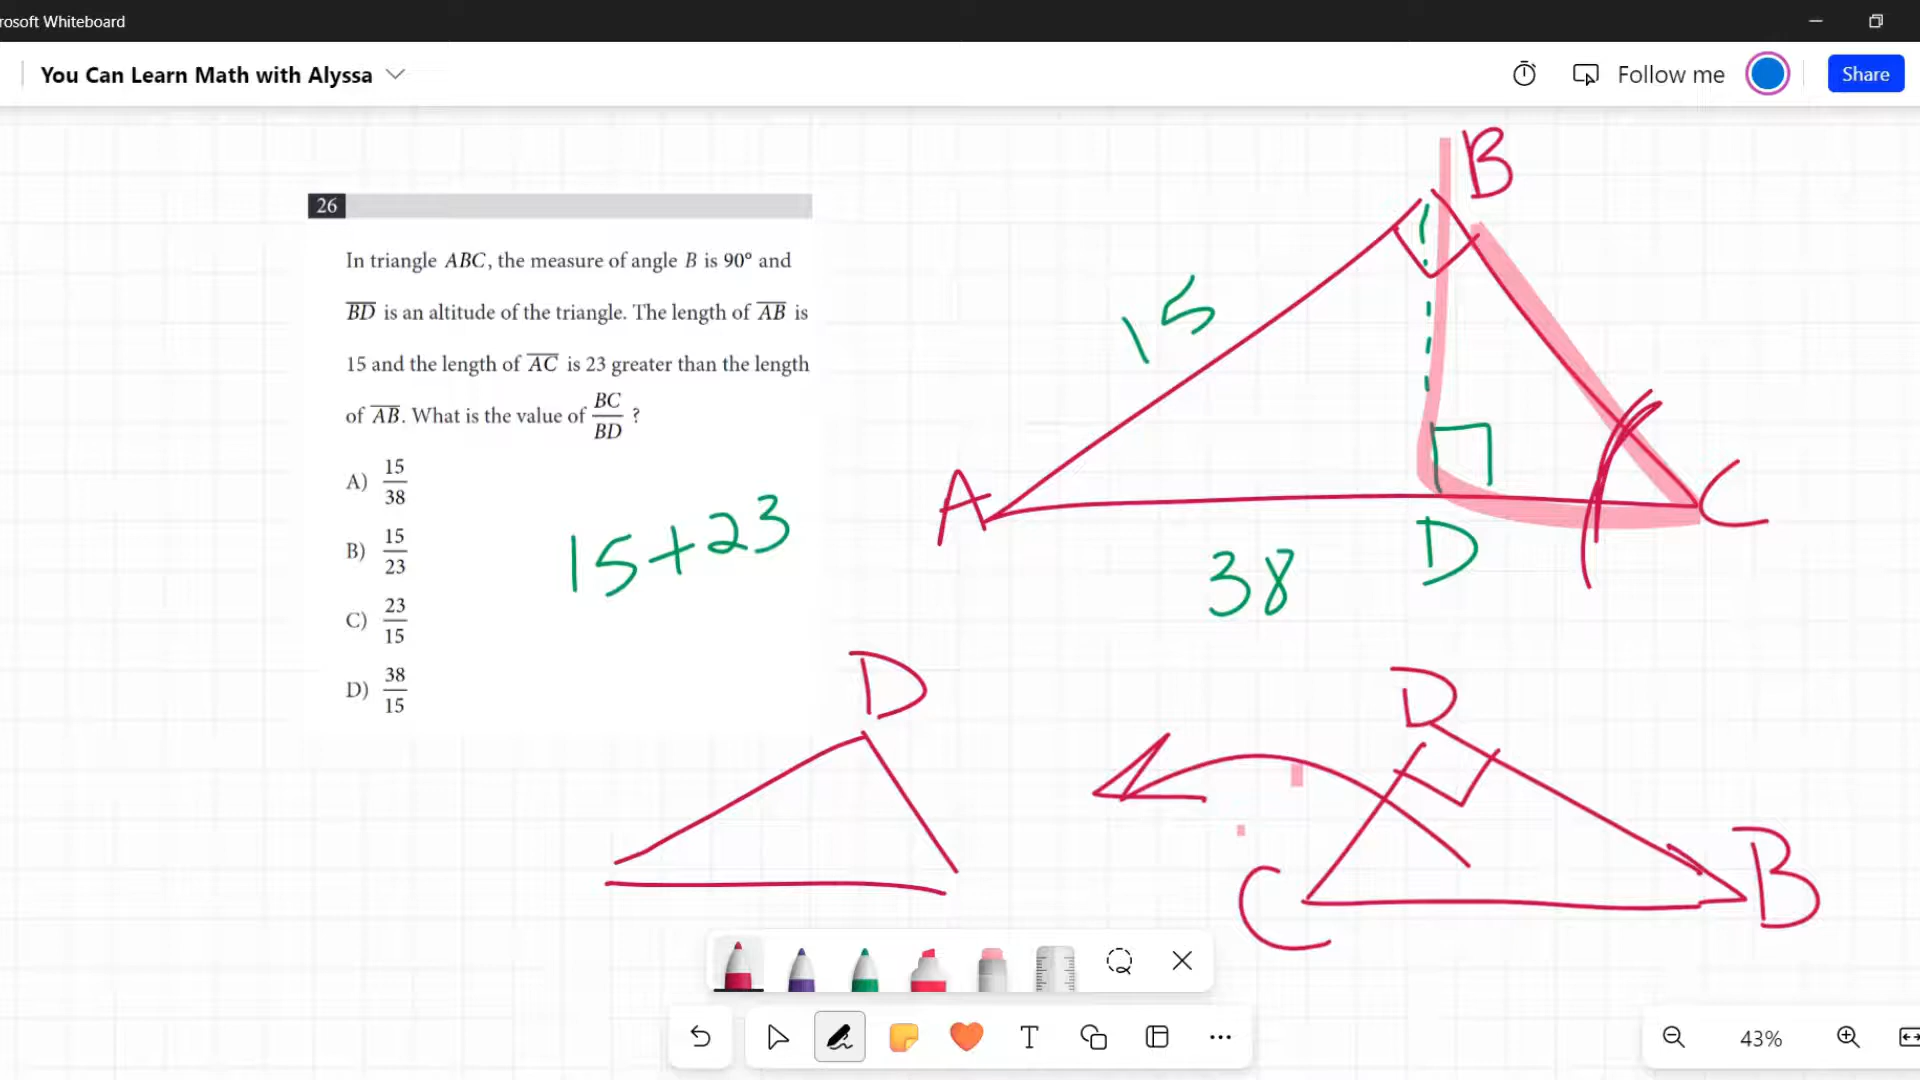 rosoft Whiteboard
You Can Learn Math with Alyssa
Follow me
Share
26
In triangle ABC, the measure of angle B is 90° and
BD is an altitude of the triangle. The length of AB is
15 and the length of AC is 23 greater than the length
of AB. What is the value of BC/BD ?
A) 15/38
B) 15/23
C) 23/15
D) 38/15
15+23
B
15
A
C
D
38
D
D
C
B
T
43%